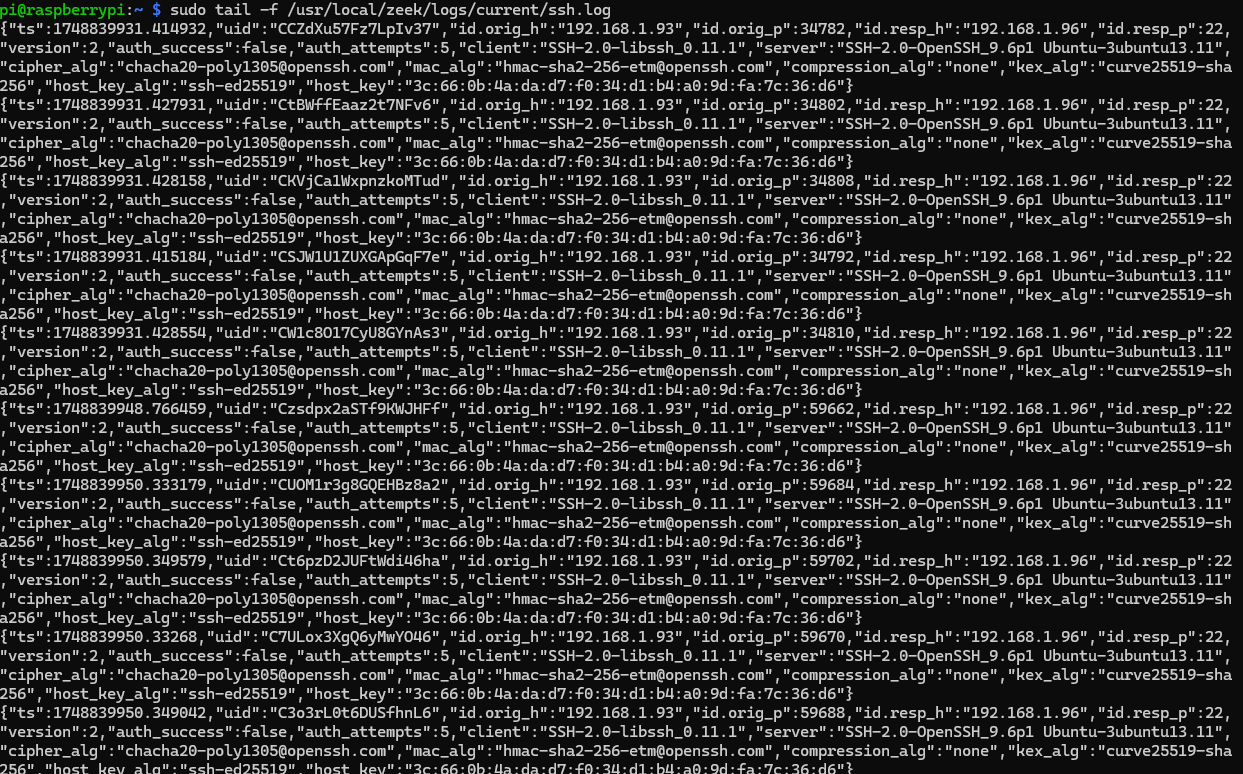 pi@raspberrypi:~ $ sudo tail -f /usr/local/zeek/logs/current/ssh.log
{"ts":1748839931.414932,"uid":"CCZdXu57Fz7LpIv37","id.orig_h":"192.168.1.93","id.orig_p":34782,"id.resp_h":"192.168.1.96","id.resp_p":22,
"version":2,"auth_success":false,"auth_attempts":5,"client":"SSH-2.0-libssh_0.11.1","server":"SSH-2.0-OpenSSH_9.6p1 Ubuntu-3ubuntu13.11",
"cipher_alg":"chacha20-poly1305@openssh.com","mac_alg":"hmac-sha2-256-etm@openssh.com","compression_alg":"none","kex_alg":"curve25519-sha
256","host_key_alg":"ssh-ed25519","host_key":"3c:66:0b:4a:da:d7:f0:34:d1:b4:a0:9d:fa:7c:36:d6"}
{"ts":1748839931.427931,"uid":"CtBWffEaaz2t7NFv6","id.orig_h":"192.168.1.93","id.orig_p":34802,"id.resp_h":"192.168.1.96","id.resp_p":22,
"version":2,"auth_success":false,"auth_attempts":5,"client":"SSH-2.0-libssh_0.11.1","server":"SSH-2.0-OpenSSH_9.6p1 Ubuntu-3ubuntu13.11",
"cipher_alg":"chacha20-poly1305@openssh.com","mac_alg":"hmac-sha2-256-etm@openssh.com","compression_alg":"none","kex_alg":"curve25519-sha
256","host_key_alg":"ssh-ed25519","host_key":"3c:66:0b:4a:da:d7:f0:34:d1:b4:a0:9d:fa:7c:36:d6"}
{"ts":1748839931.428158,"uid":"CKVjCa1WxpnzkoMTud","id.orig_h":"192.168.1.93","id.orig_p":34808,"id.resp_h":"192.168.1.96","id.resp_p":22
,"version":2,"auth_success":false,"auth_attempts":5,"client":"SSH-2.0-libssh_0.11.1","server":"SSH-2.0-OpenSSH_9.6p1 Ubuntu-3ubuntu13.11"
,"cipher_alg":"chacha20-poly1305@openssh.com","mac_alg":"hmac-sha2-256-etm@openssh.com","compression_alg":"none","kex_alg":"curve25519-sh
a256","host_key_alg":"ssh-ed25519","host_key":"3c:66:0b:4a:da:d7:f0:34:d1:b4:a0:9d:fa:7c:36:d6"}
{"ts":1748839931.415184,"uid":"CSJW1U1ZUXGApGqF7e","id.orig_h":"192.168.1.93","id.orig_p":34792,"id.resp_h":"192.168.1.96","id.resp_p":22
,"version":2,"auth_success":false,"auth_attempts":5,"client":"SSH-2.0-libssh_0.11.1","server":"SSH-2.0-OpenSSH_9.6p1 Ubuntu-3ubuntu13.11"
,"cipher_alg":"chacha20-poly1305@openssh.com","mac_alg":"hmac-sha2-256-etm@openssh.com","compression_alg":"none","kex_alg":"curve25519-sh
a256","host_key_alg":"ssh-ed25519","host_key":"3c:66:0b:4a:da:d7:f0:34:d1:b4:a0:9d:fa:7c:36:d6"}
{"ts":1748839931.428554,"uid":"CW1c8O17CyU8GYnAs3","id.orig_h":"192.168.1.93","id.orig_p":34810,"id.resp_h":"192.168.1.96","id.resp_p":22
,"version":2,"auth_success":false,"auth_attempts":5,"client":"SSH-2.0-libssh_0.11.1","server":"SSH-2.0-OpenSSH_9.6p1 Ubuntu-3ubuntu13.11"
,"cipher_alg":"chacha20-poly1305@openssh.com","mac_alg":"hmac-sha2-256-etm@openssh.com","compression_alg":"none","kex_alg":"curve25519-sh
a256","host_key_alg":"ssh-ed25519","host_key":"3c:66:0b:4a:da:d7:f0:34:d1:b4:a0:9d:fa:7c:36:d6"}
{"ts":1748839948.766459,"uid":"Czsdpx2aSTf9KWJHFf","id.orig_h":"192.168.1.93","id.orig_p":59662,"id.resp_h":"192.168.1.96","id.resp_p":22
,"version":2,"auth_success":false,"auth_attempts":5,"client":"SSH-2.0-libssh_0.11.1","server":"SSH-2.0-OpenSSH_9.6p1 Ubuntu-3ubuntu13.11"
,"cipher_alg":"chacha20-poly1305@openssh.com","mac_alg":"hmac-sha2-256-etm@openssh.com","compression_alg":"none","kex_alg":"curve25519-sh
a256","host_key_alg":"ssh-ed25519","host_key":"3c:66:0b:4a:da:d7:f0:34:d1:b4:a0:9d:fa:7c:36:d6"}
{"ts":1748839950.333179,"uid":"CUOM1r3g8GQEHBz8a2","id.orig_h":"192.168.1.93","id.orig_p":59684,"id.resp_h":"192.168.1.96","id.resp_p":22
,"version":2,"auth_success":false,"auth_attempts":5,"client":"SSH-2.0-libssh_0.11.1","server":"SSH-2.0-OpenSSH_9.6p1 Ubuntu-3ubuntu13.11"
,"cipher_alg":"chacha20-poly1305@openssh.com","mac_alg":"hmac-sha2-256-etm@openssh.com","compression_alg":"none","kex_alg":"curve25519-sh
a256","host_key_alg":"ssh-ed25519","host_key":"3c:66:0b:4a:da:d7:f0:34:d1:b4:a0:9d:fa:7c:36:d6"}
{"ts":1748839950.349579,"uid":"Ct6pzD2JUFtWdi46ha","id.orig_h":"192.168.1.93","id.orig_p":59702,"id.resp_h":"192.168.1.96","id.resp_p":22
,"version":2,"auth_success":false,"auth_attempts":5,"client":"SSH-2.0-libssh_0.11.1","server":"SSH-2.0-OpenSSH_9.6p1 Ubuntu-3ubuntu13.11"
,"cipher_alg":"chacha20-poly1305@openssh.com","mac_alg":"hmac-sha2-256-etm@openssh.com","compression_alg":"none","kex_alg":"curve25519-sh
a256","host_key_alg":"ssh-ed25519","host_key":"3c:66:0b:4a:da:d7:f0:34:d1:b4:a0:9d:fa:7c:36:d6"}
{"ts":1748839950.33268,"uid":"C7ULox3XgQ6yMwYO46","id.orig_h":"192.168.1.93","id.orig_p":59670,"id.resp_h":"192.168.1.96","id.resp_p":22,
"version":2,"auth_success":false,"auth_attempts":5,"client":"SSH-2.0-libssh_0.11.1","server":"SSH-2.0-OpenSSH_9.6p1 Ubuntu-3ubuntu13.11",
"cipher_alg":"chacha20-poly1305@openssh.com","mac_alg":"hmac-sha2-256-etm@openssh.com","compression_alg":"none","kex_alg":"curve25519-sha
256","host_key_alg":"ssh-ed25519","host_key":"3c:66:0b:4a:da:d7:f0:34:d1:b4:a0:9d:fa:7c:36:d6"}
{"ts":1748839950.349042,"uid":"C3o3rL0t6DUSfhnL6","id.orig_h":"192.168.1.93","id.orig_p":59688,"id.resp_h":"192.168.1.96","id.resp_p":22,
"version":2,"auth_success":false,"auth_attempts":5,"client":"SSH-2.0-libssh_0.11.1","server":"SSH-2.0-OpenSSH_9.6p1 Ubuntu-3ubuntu13.11",
"cipher_alg":"chacha20-poly1305@openssh.com","mac_alg":"hmac-sha2-256-etm@openssh.com","compression_alg":"none","kex_alg":"curve25519-sha
256","host_key_alg":"ssh-ed25519","host_key":"3c:66:0b:4a:da:d7:f0:34:d1:b4:a0:9d:fa:7c:36:d6"}